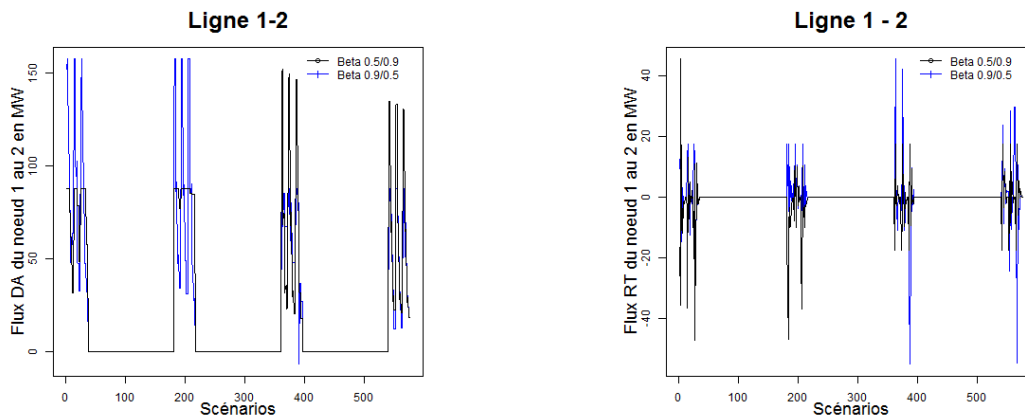 Ligne 1-2
Flux DA du noeud 1 au 2 en MW
150
100
50
0
Beta 0.5/0.9
Beta 0.9/0.5
0 100 200 300 400 500
Scénarios
Ligne 1 - 2
Flux RT du noeud 1 au 2 en MW
40
20
0
-20
-40
Beta 0.5/0.9
Beta 0.9/0.5
0 100 200 300 400 500
Scénarios